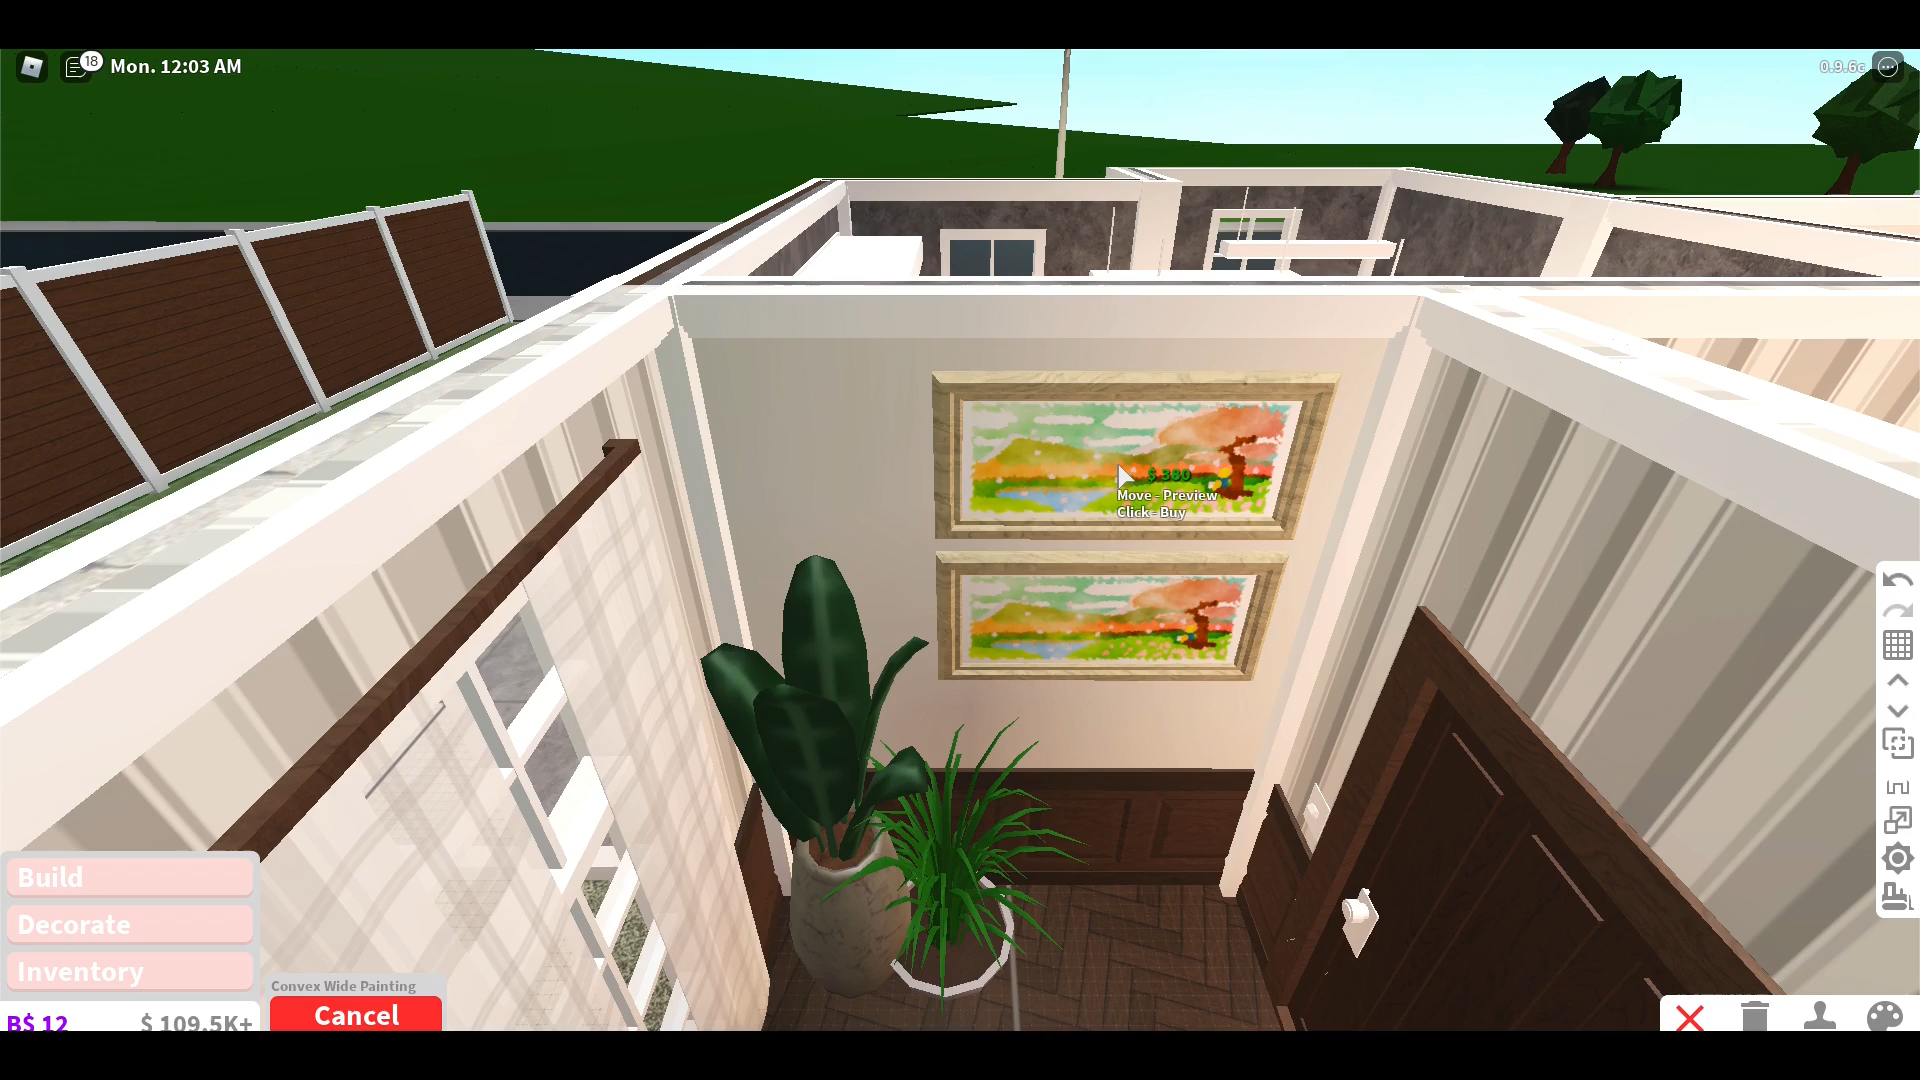 18
Mon. 12:03 AM
0.9.6c
$ 380
Move - Preview
Click - Buy
Build
Decorate
Inventory
Convex Wide Painting
Cancel
B$ 12
$ 109.5K+